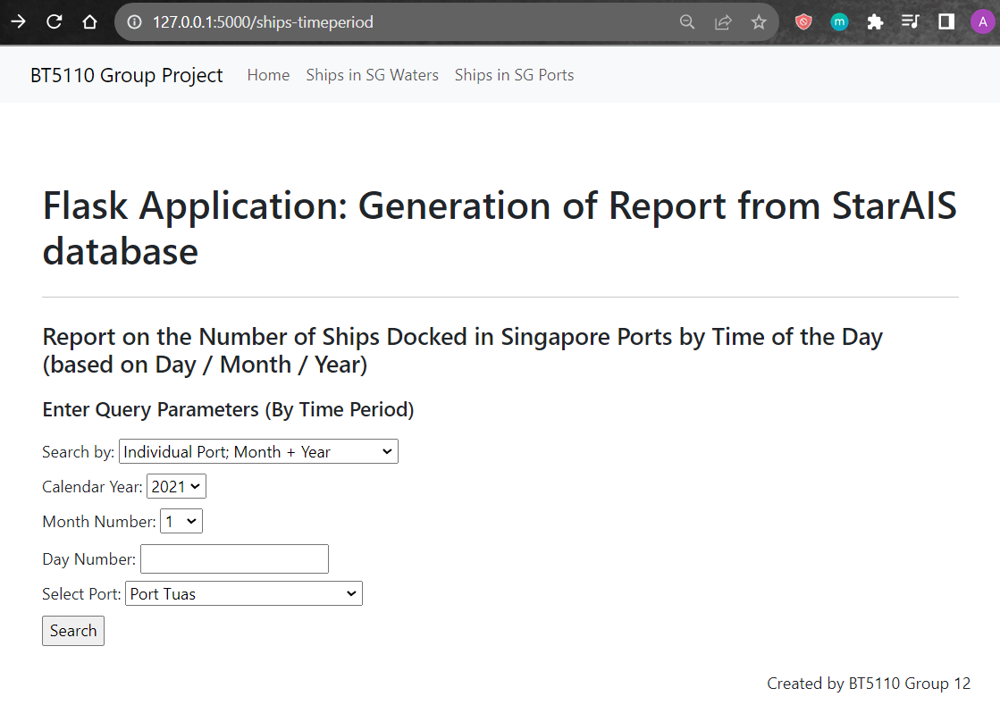 127.0.0.1:5000/ships-timeperiod
m
A
BT5110 Group Project Home Ships in SG Waters Ships in SG Ports
Flask Application: Generation of Report from StarAIS
database
Report on the Number of Ships Docked in Singapore Ports by Time of the Day
(based on Day / Month / Year)
Enter Query Parameters (By Time Period)
Search by: Individual Port; Month + Year
Calendar Year: 2021
Month Number: 1
Day Number:
Select Port: Port Tuas
Search
Created by BT5110 Group 12